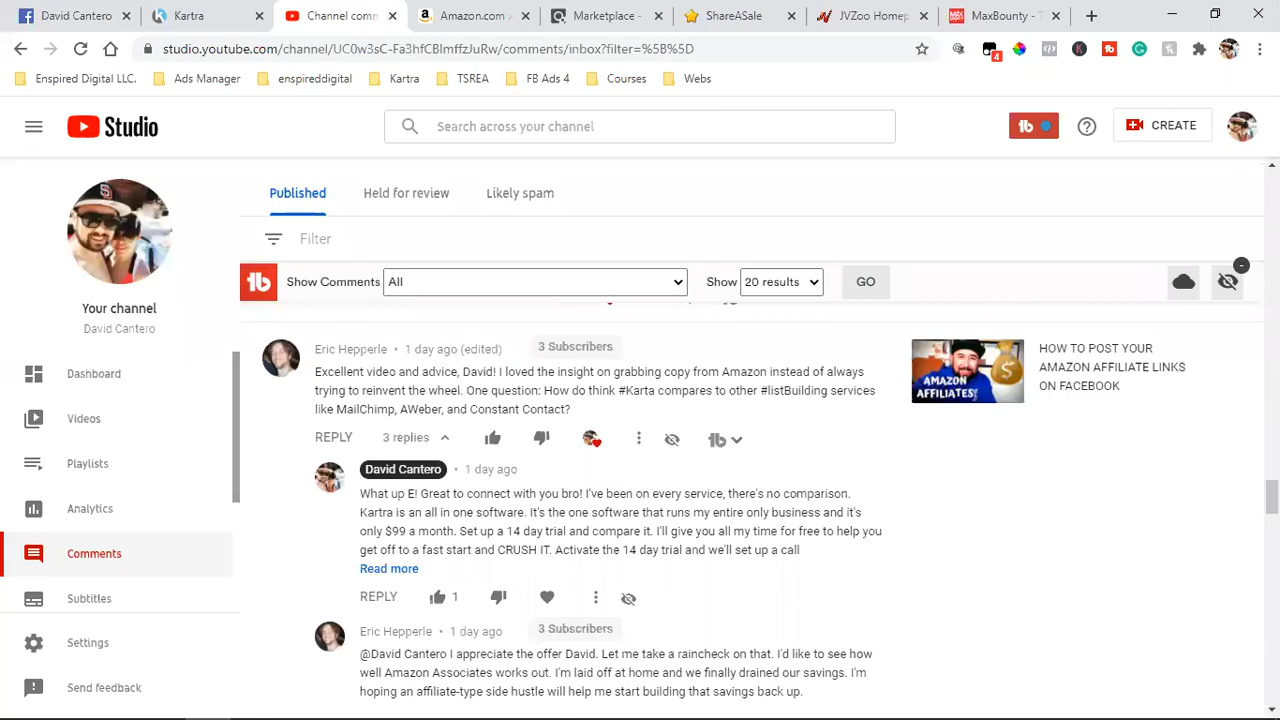 David Cantero
Kartra
Channel com
Amazon.com
Marketplace -
ShareASale
JVZoo Homep
MaxBounty - T
studio.youtube.com/channel/UC0w3sC-Fa3hfCBlmffzJuRw/comments/inbox?filter=%5B%5D
4
Enspired Digital LLC.
Ads Manager
enspireddigital
Kartra
TSREA
FB Ads 4
Courses
Webs
Studio
Search across your channel
CREATE
Published
Held for review
Likely spam
Filter
Show Comments
All
Show
20 results
GO
Your channel
David Cantero
Dashboard
Videos
Playlists
Analytics
Comments
Subtitles
Settings
Send feedback
Eric Hepperle • 1 day ago (edited)
3 Subscribers
Excellent video and advice, David! I loved the insight on grabbing copy from Amazon instead of always
trying to reinvent the wheel. One question: How do think #Karta compares to other #listBuilding services
like MailChimp, AWeber, and Constant Contact?
REPLY
3 replies
AMAZON
AFFILIATES
HOW TO POST YOUR
AMAZON AFFILIATE LINKS
ON FACEBOOK
David Cantero • 1 day ago
What up E! Great to connect with you bro! I've been on every service, there's no comparison.
Kartra is an all in one software. It's the one software that runs my entire only business and it's
only $99 a month. Set up a 14 day trial and compare it. I'll give you all my time for free to help you
get off to a fast start and CRUSH IT. Activate the 14 day trial and we'll set up a call
Read more
REPLY
1
Eric Hepperle • 1 day ago
3 Subscribers
@David Cantero I appreciate the offer David. Let me take a raincheck on that. I'd like to see how
well Amazon Associates works out. I'm laid off at home and we finally drained our savings. I'm
hoping an affiliate-type side hustle will help me start building that savings back up.